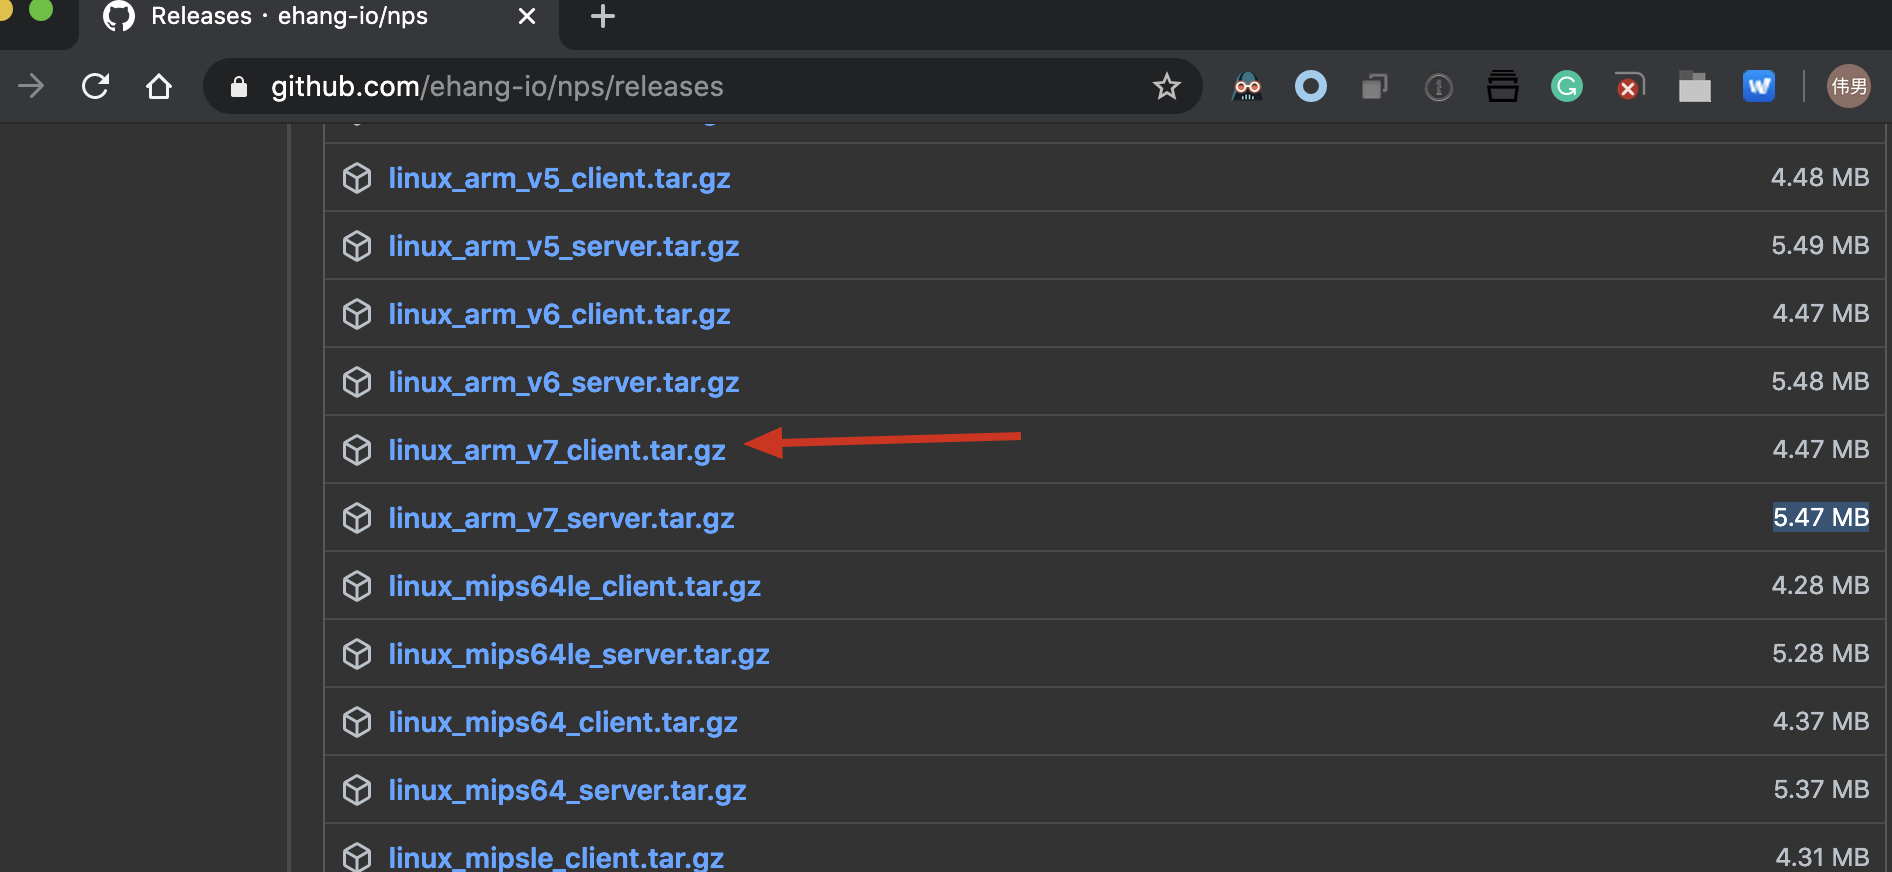 Releases · ehang-io/nps
github.com/ehang-io/nps/releases
伟男
linux_arm_v5_client.tar.gz 4.48 MB
linux_arm_v5_server.tar.gz 5.49 MB
linux_arm_v6_client.tar.gz 4.47 MB
linux_arm_v6_server.tar.gz 5.48 MB
linux_arm_v7_client.tar.gz 4.47 MB
linux_arm_v7_server.tar.gz 5.47 MB
linux_mips64le_client.tar.gz 4.28 MB
linux_mips64le_server.tar.gz 5.28 MB
linux_mips64_client.tar.gz 4.37 MB
linux_mips64_server.tar.gz 5.37 MB
linux_mipsle_client.tar.gz 4.31 MB